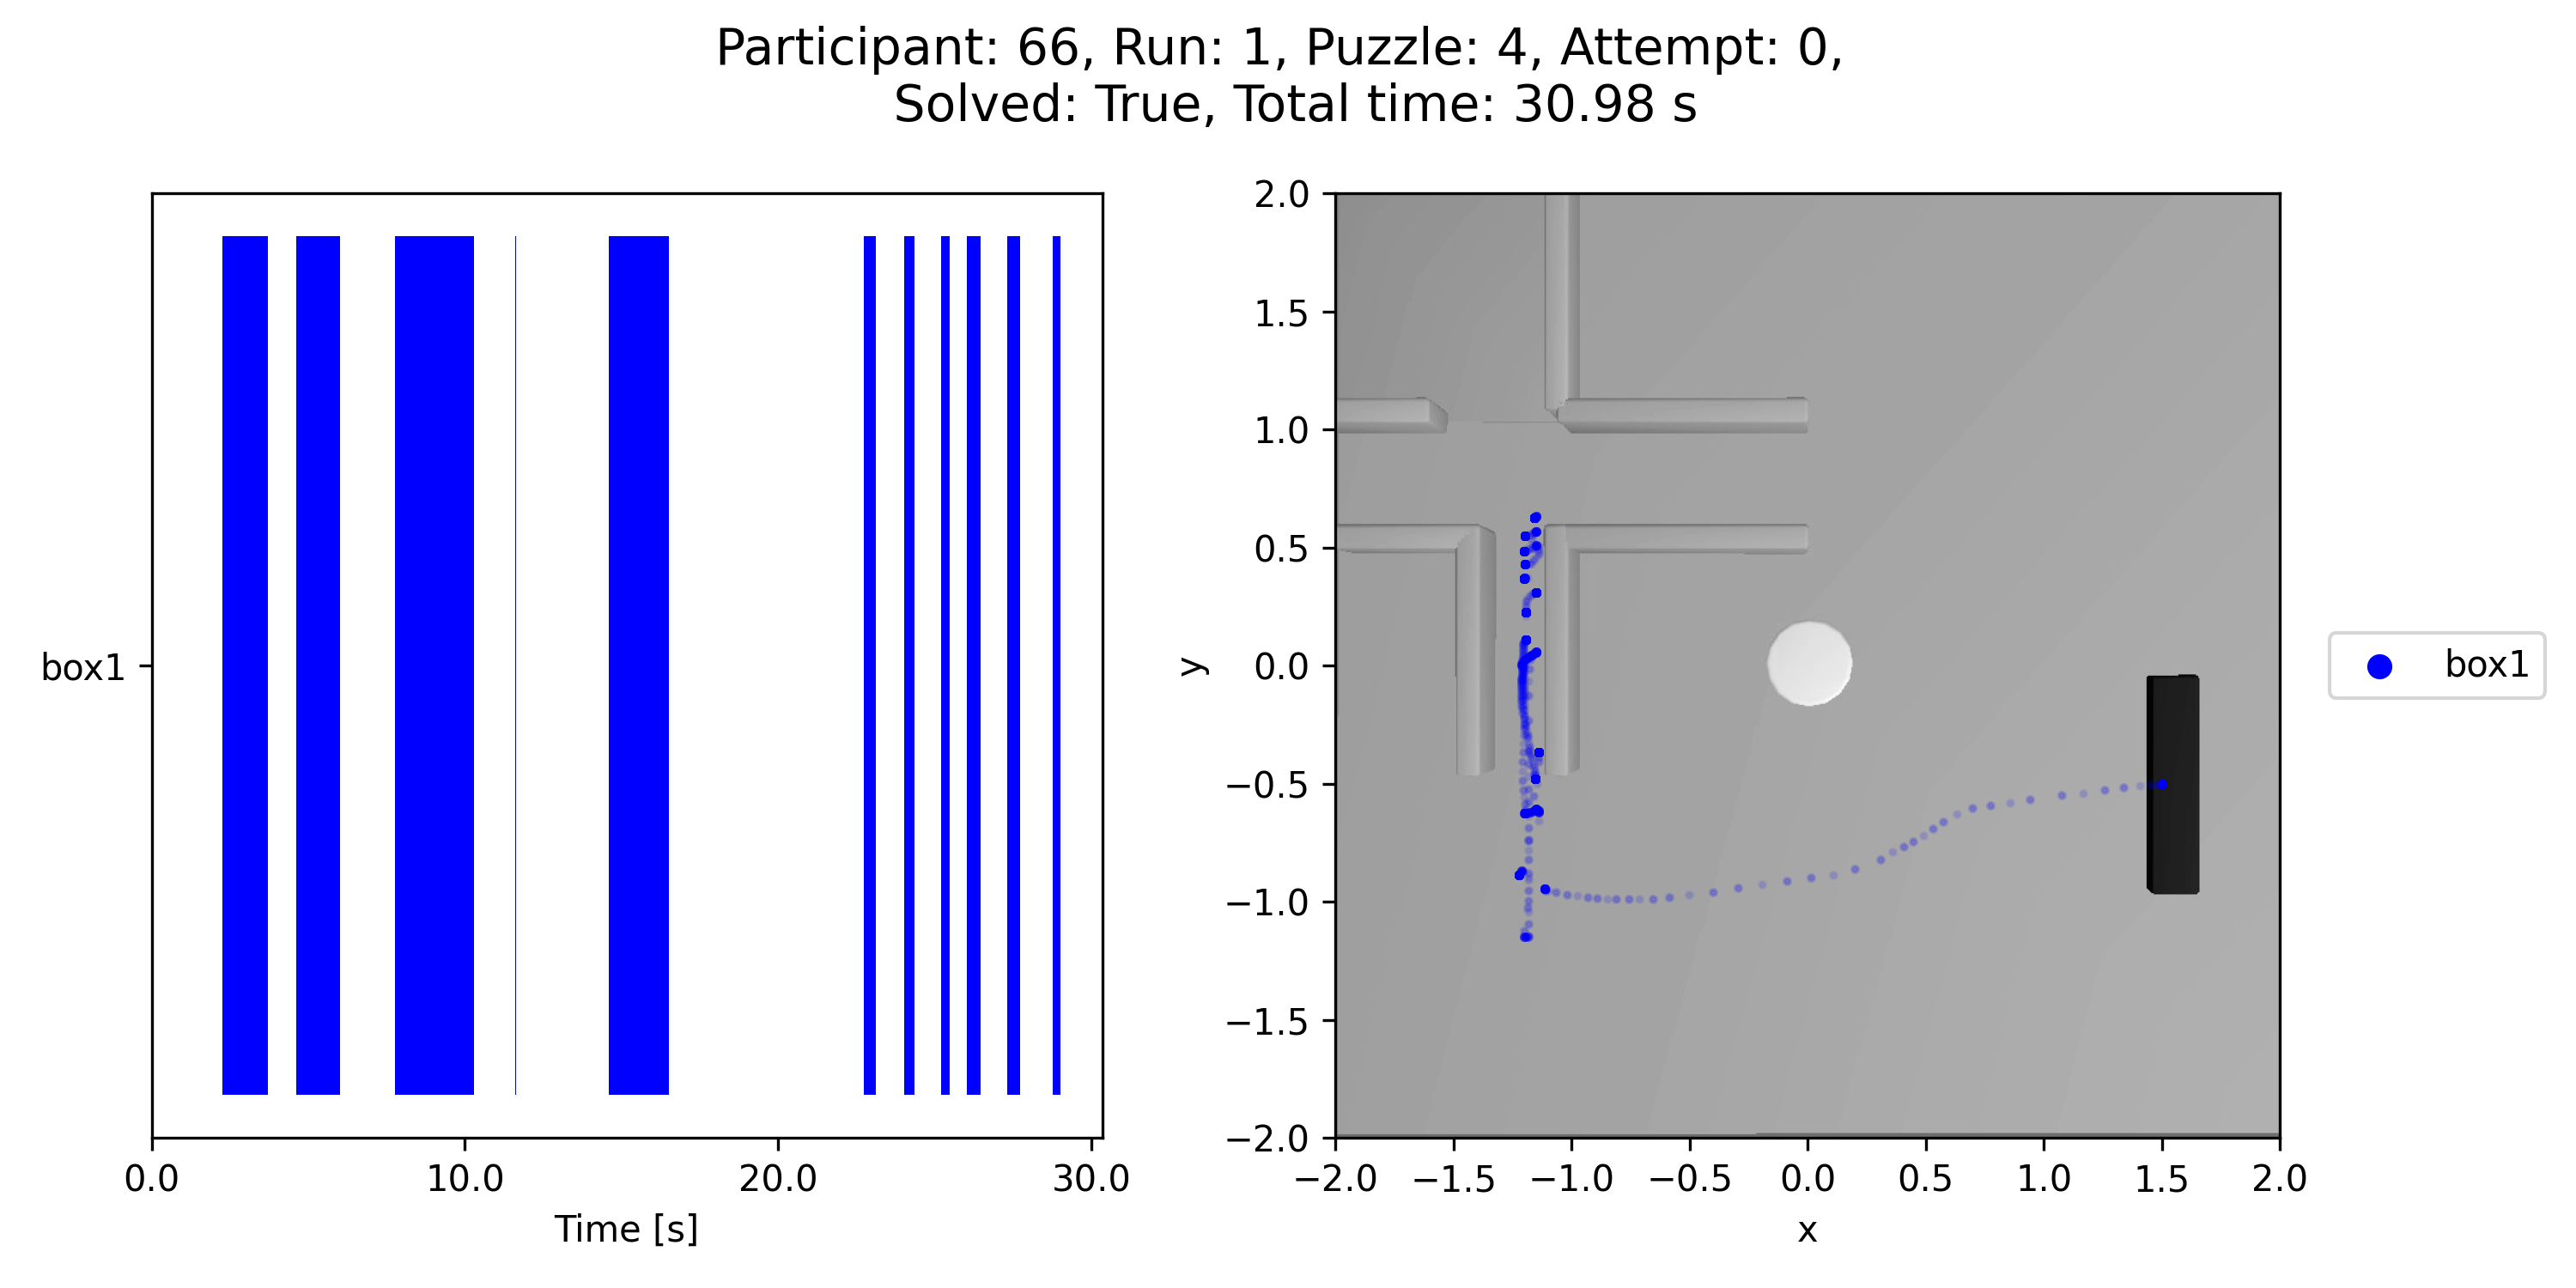 Participant: 66, Run: 1, Puzzle: 4, Attempt: 0,
Solved: True, Total time: 30.98 s
box1
0.0 10.0 20.0 30.0
Time [s]
2.0
1.5
1.0
0.5
0.0
−0.5
−1.0
−1.5
−2.0
y
−2.0 −1.5 −1.0 −0.5 0.0 0.5 1.0 1.5 2.0
x
box1